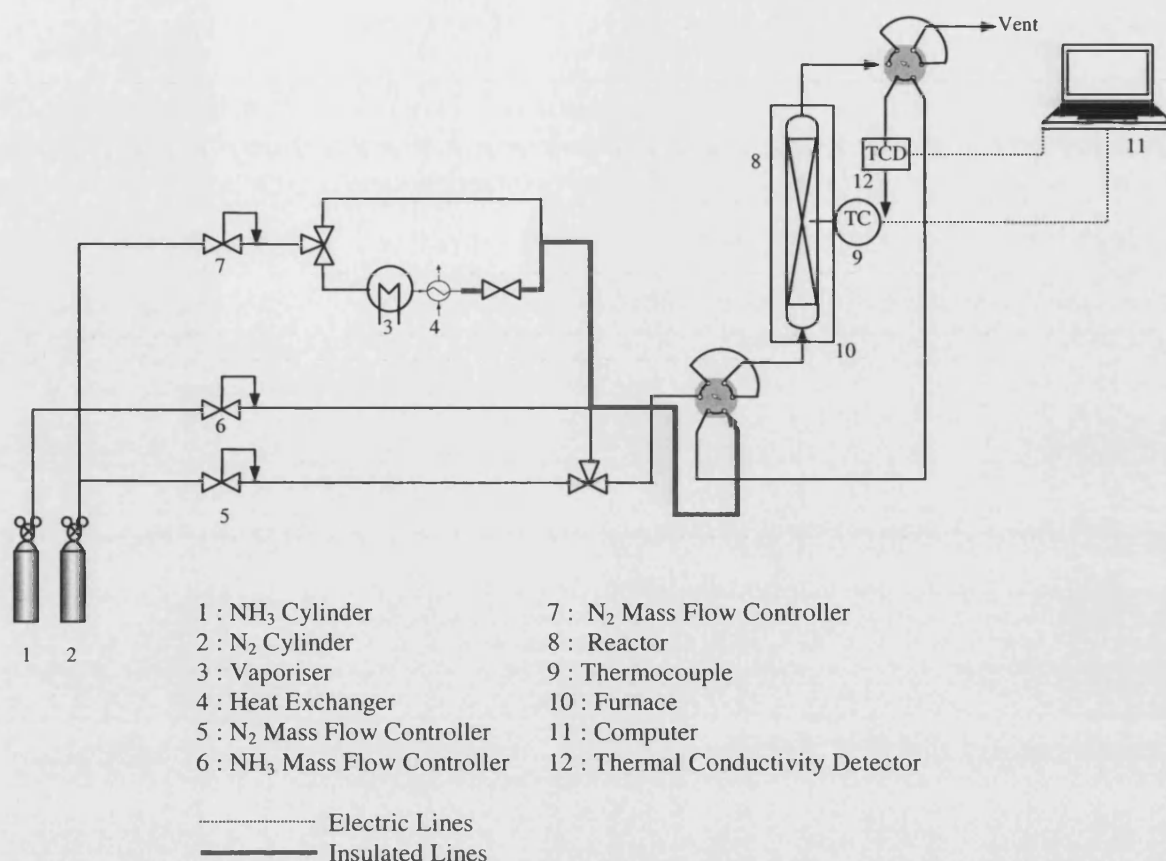 Vent
11
8
TCD
12
TC
9
7
3
4
10
6
5
1 : NH₃ Cylinder
2 : N₂ Cylinder
3 : Vaporiser
4 : Heat Exchanger
5 : N₂ Mass Flow Controller
6 : NH₃ Mass Flow Controller
7 : N₂ Mass Flow Controller
8 : Reactor
9 : Thermocouple
10 : Furnace
11 : Computer
12 : Thermal Conductivity Detector
1
2
Electric Lines
Insulated Lines